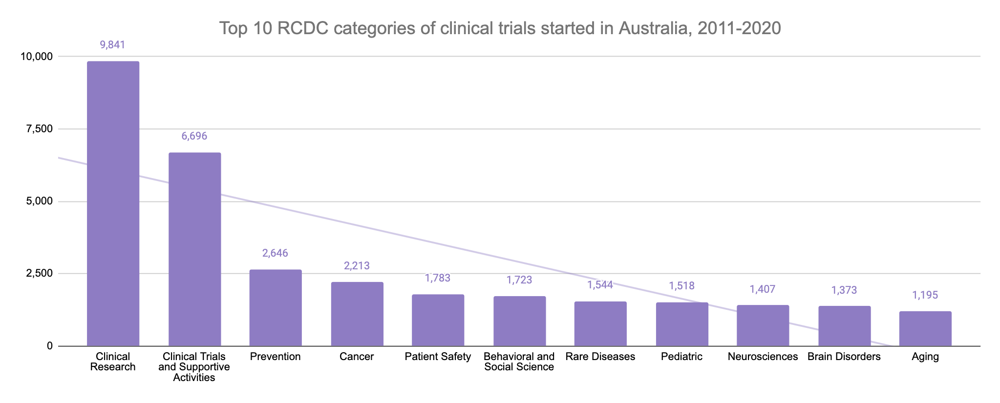 Top 10 RCDC categories of clinical trials started in Australia, 2011-2020
10,000
7,500
5,000
2,500
0
9,841
6,696
2,646
2,213
1,783
1,723
1,544
1,518
1,407
1,373
1,195
Clinical
Research
Clinical Trials
and Supportive
Activities
Prevention
Cancer
Patient Safety
Behavioral and
Social Science
Rare Diseases
Pediatric
Neurosciences
Brain Disorders
Aging